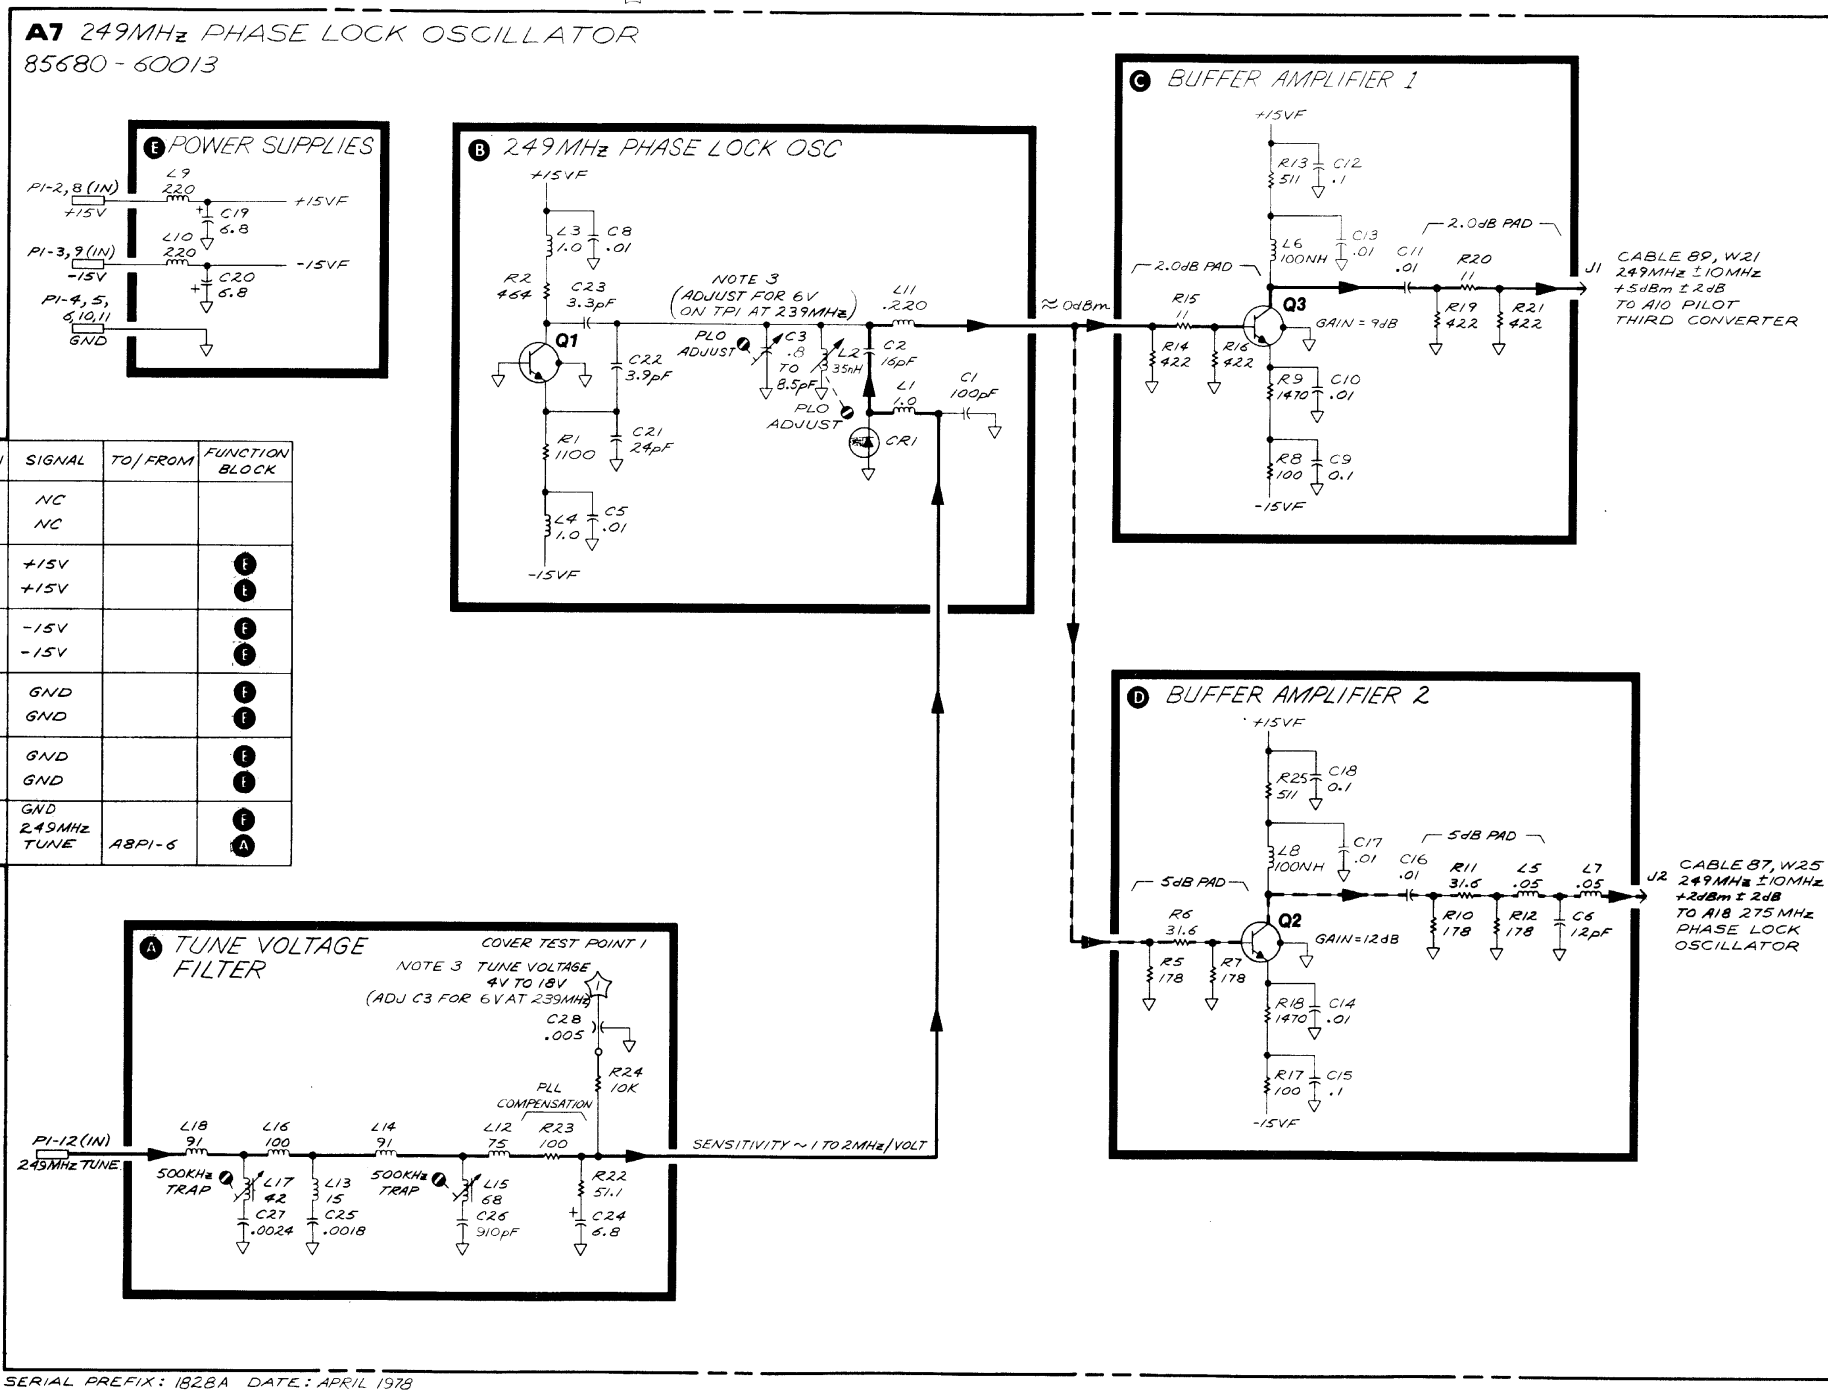 A7 249MHz PHASE LOCK OSCILLATOR
85680-60013
E POWER SUPPLIES
P1-2,8 (IN)
+15V
L9
220
+15VF
+
C19
6.8
P1-3,9(IN)
-15V
L10
220
-15VF
+
C20
6.8
P1-4,5,
6,10,11
GND
SIGNAL TO/FROM FUNCTION
BLOCK
NC
NC
+15V E
+15V E
-15V E
-15V E
GND E
GND E
GND E
GND E
GND E
249MHz
TUNE A8P1-6 A
B 249MHz PHASE LOCK OSC
+15VF
L3
1.0
C8
.01
R2
464
C23
3.3pF
Q1
C22
3.9pF
R1
1100
C21
24pF
L4
1.0
C5
.01
-15VF
NOTE 3
(ADJUST FOR 6V
ON TP1 AT 239MHz)
PLO
ADJUST
C3
.8
TO
8.5pF
L2
35nH
PLO
ADJUST
L11
.220
C2
16pF
L1
1.0
C1
100pF
CR1
≈0dBm
C BUFFER AMPLIFIER 1
+15VF
R13
511
C12
.1
L6
100NH
C13
.01
C11
.01
2.0dB PAD
R20
11
R19
422
R21
422
2.0dB PAD
R15
11
R14
422
R16
422
Q3
GAIN = 9dB
R9
1470
C10
.01
R8
100
C9
0.1
-15VF
J1
CABLE 89, W21
249MHz ±10MHz
+5dBm ±2dB
TO A10 PILOT
THIRD CONVERTER
D BUFFER AMPLIFIER 2
+15VF
R25
511
C18
0.1
L8
100NH
C17
.01
C16
.01
5dB PAD
R11
31.6
L5
.05
L7
.05
R10
178
R12
178
C6
12pF
5dB PAD
R6
31.6
R5
178
R7
178
Q2
GAIN=12dB
R18
1470
C14
.01
R17
100
C15
.1
-15VF
J2
CABLE 87, W25
249MHz ±10MHz
+2dBm ± 2dB
TO A18 275 MHz
PHASE LOCK
OSCILLATOR
A TUNE VOLTAGE
FILTER
COVER TEST POINT 1
NOTE 3 TUNE VOLTAGE
4V TO 18V
(ADJ C3 FOR 6V AT 239MHz)
1
C28
.005
R24
10K
PLL
COMPENSATION
P1-12(IN)
249MHz TUNE
L18
91
L16
100
L14
91
L12
75
R23
100
500KHz
TRAP
L17
42
C27
.0024
L13
15
C25
.0018
500KHz
TRAP
L15
68
C26
910pF
R22
51.1
+
C24
6.8
SENSITIVITY ~ 1 TO 2MHz/VOLT
SERIAL PREFIX: 1828A DATE: APRIL 1978